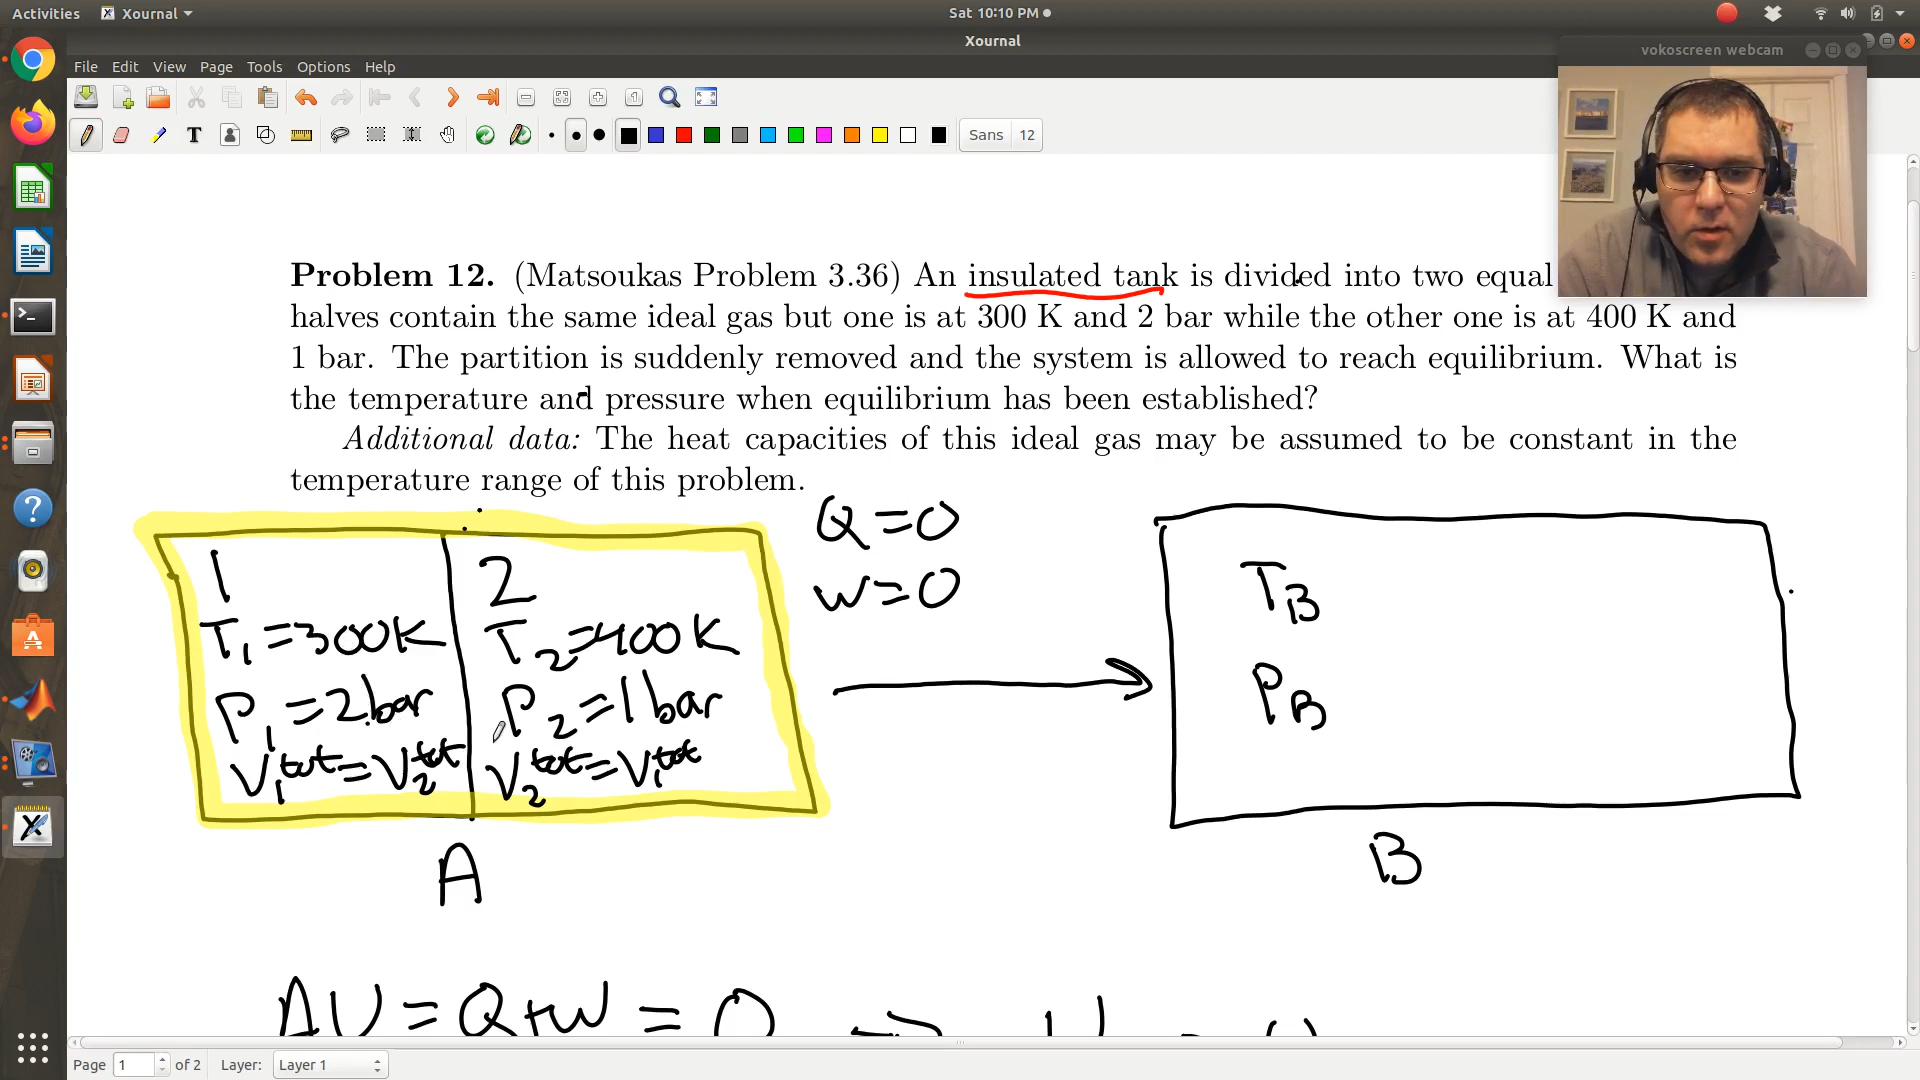 Activities Xournal Sat 10:10 PM
Xournal
vokoscreen webcam
File Edit View Page Tools Options Help
T Sans 12
Problem 12. (Matsoukas Problem 3.36) An insulated tank is divided into two equal
halves contain the same ideal gas but one is at 300 K and 2 bar while the other one is at 400 K and
1 bar. The partition is suddenly removed and the system is allowed to reach equilibrium. What is
the temperature and pressure when equilibrium has been established?
Additional data: The heat capacities of this ideal gas may be assumed to be constant in the
temperature range of this problem.
Q=0
W=0
1
T₁=300K
P₁=2bar
V₁ᵗᵒᵗ=V₂ᵗᵒᵗ
2
T₂=400K
P₂=1bar
V₂ᵗᵒᵗ=V₁ᵗᵒᵗ
A
T_B
P_B
B
ΔU = Q+W = 0 ⇒
Page 1 of 2 Layer: Layer 1